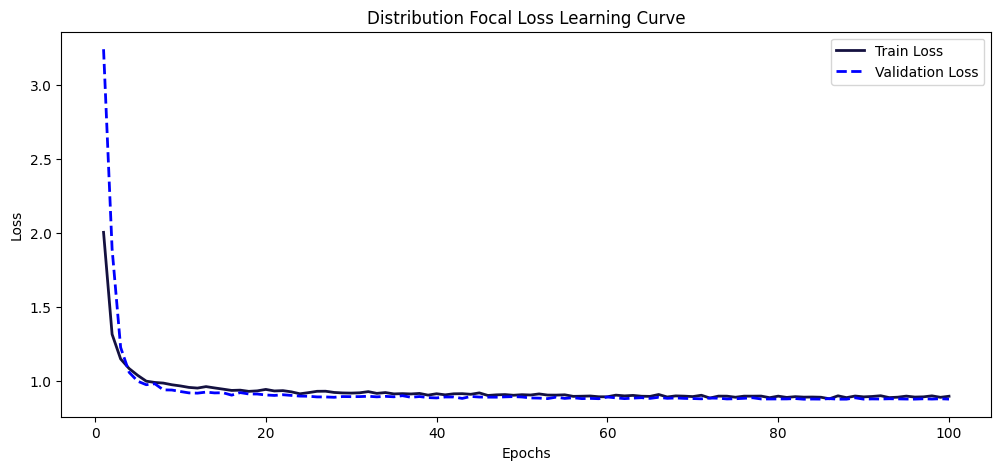 Distribution Focal Loss Learning Curve
Train Loss
Validation Loss
3.0
2.5
2.0
1.5
1.0
Loss
0
20
40
60
80
100
Epochs